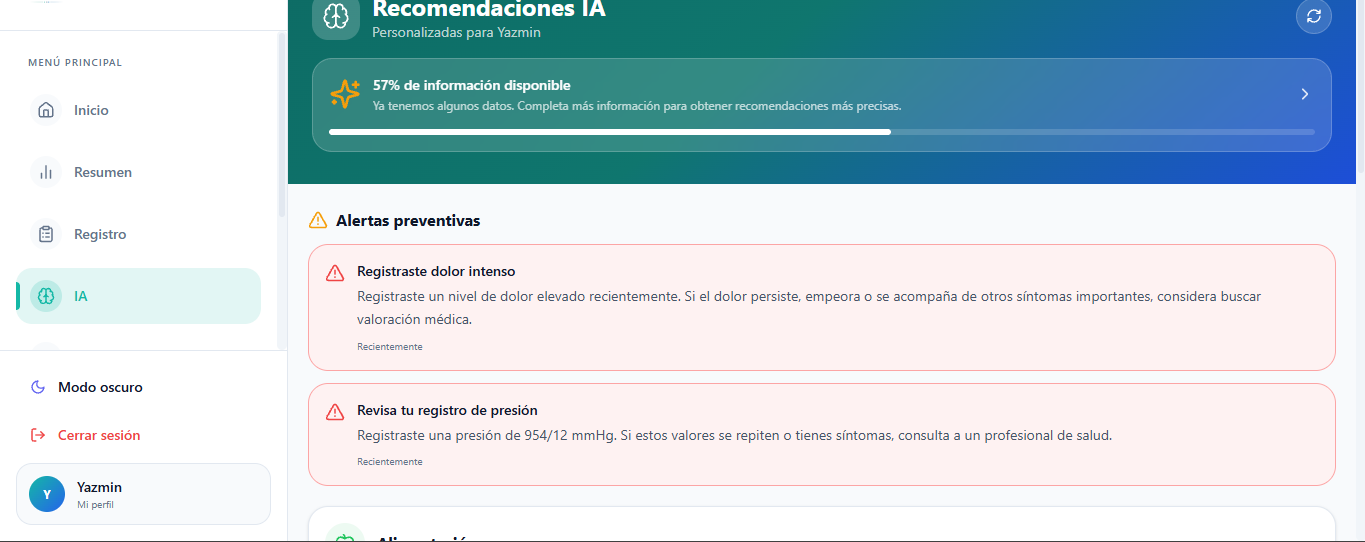 MENÚ PRINCIPAL
Inicio
Resumen
Registro
IA
Modo oscuro
Cerrar sesión
Y
Yazmin
Mi perfil
Recomendaciones IA
Personalizadas para Yazmin
57% de información disponible
Ya tenemos algunos datos. Completa más información para obtener recomendaciones más precisas.
Alertas preventivas
Registraste dolor intenso
Registraste un nivel de dolor elevado recientemente. Si el dolor persiste, empeora o se acompaña de otros síntomas importantes, considera buscar
valoración médica.
Recientemente
Revisa tu registro de presión
Registraste una presión de 954/12 mmHg. Si estos valores se repiten o tienes síntomas, consulta a un profesional de salud.
Recientemente
Alimentación